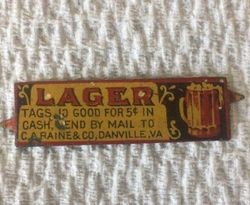 LAGER
TAGS, 10 GOOD FOR 5¢ IN
CASH, SEND BY MAIL TO
C.A. RAINE & CO, DANVILLE, VA